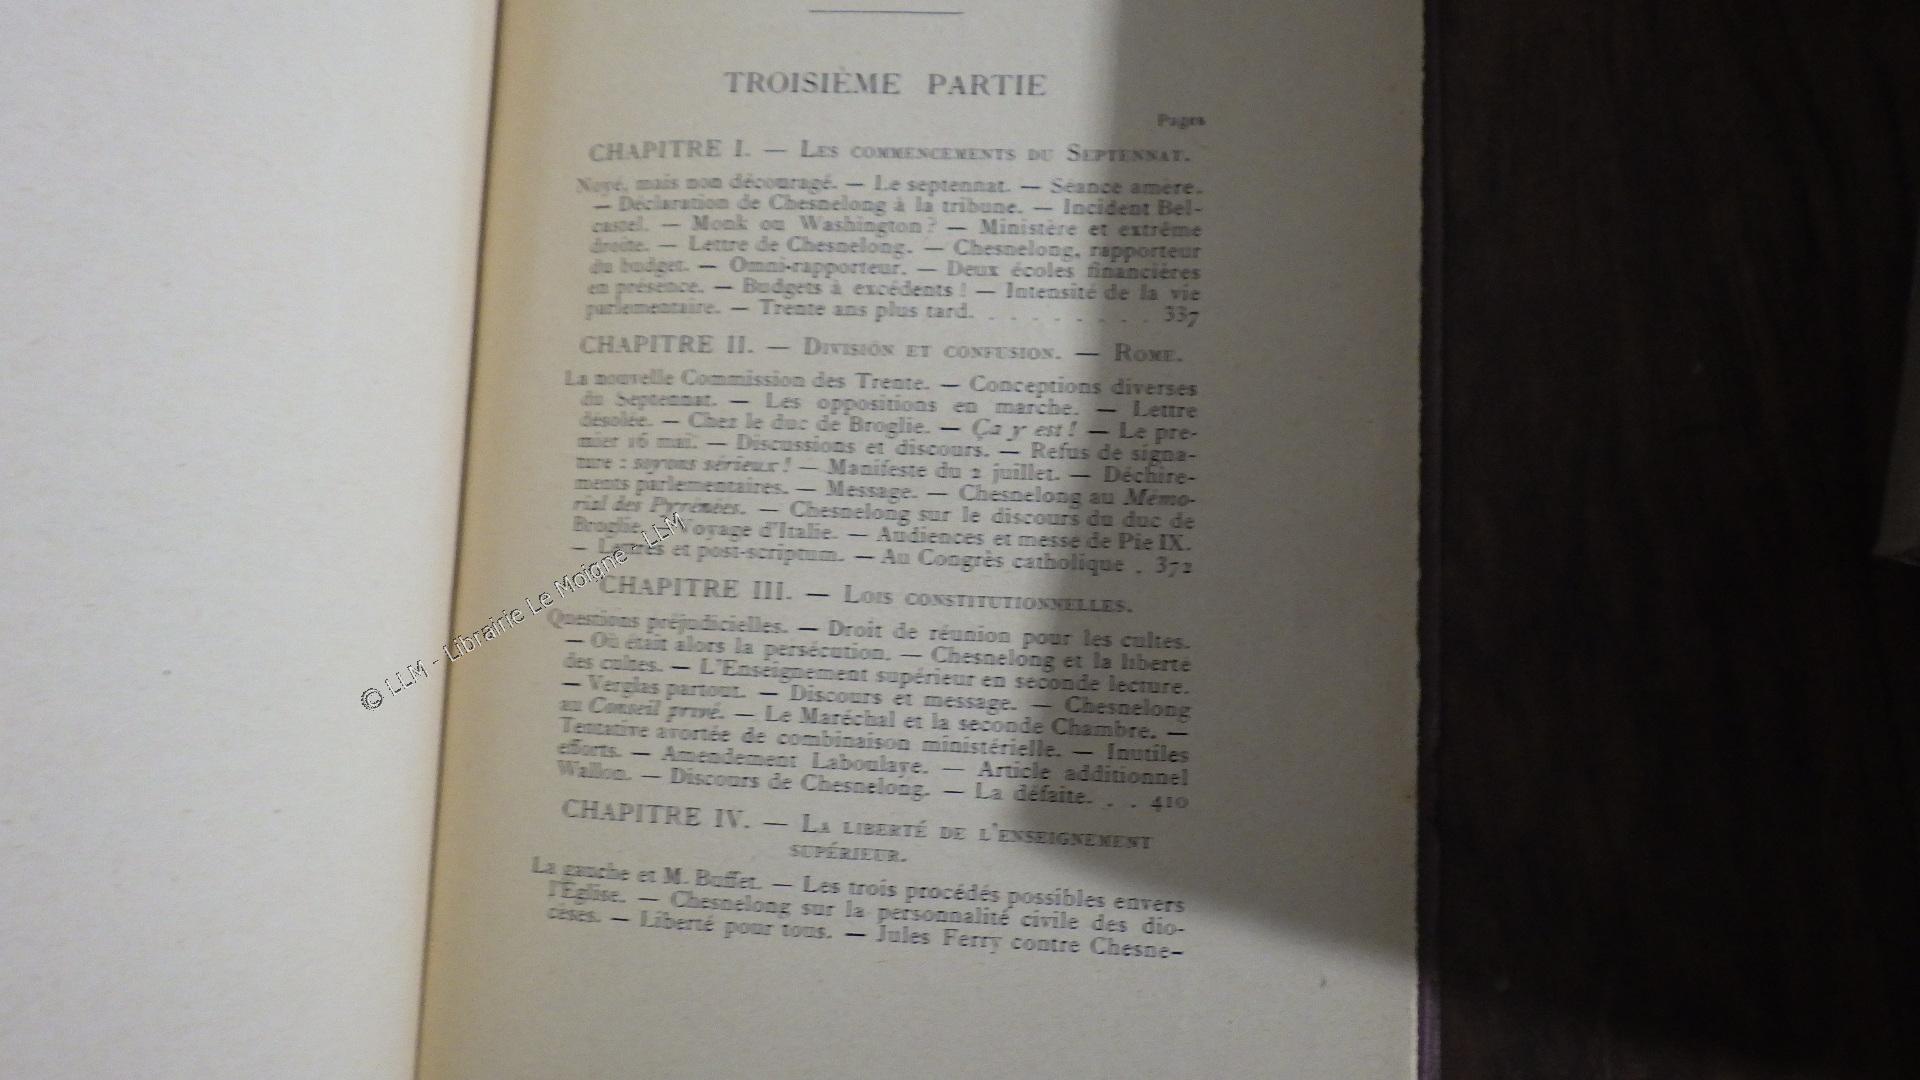 TROISIÈME PARTIE
Pages
CHAPITRE I. — Les commencements du Septennat.
Noyé, mais non découragé. — Le septennat. — Séance amère.
— Déclaration de Chesnelong à la tribune. — Incident Bel-
castel. — Monk ou Washington ? — Ministère et extrême
droite. — Lettre de Chesnelong. — Chesnelong, rapporteur
du budget. — Omni-rapporteur. — Deux écoles financières
en présence. — Budgets à excédents ! — Intensité de la vie
parlementaire. — Trente ans plus tard. . . . . . . . . 337
CHAPITRE II. — Division et confusion. — Rome.
La nouvelle Commission des Trente. — Conceptions diverses
du Septennat. — Les oppositions en marche. — Lettre
désolée. — Chez le duc de Broglie. — Ça y est ! — Le pre-
mier 16 mai. — Discussions et discours. — Refus de signa-
ture : soyons sérieux ! — Manifeste du 2 juillet. — Déchire-
ments parlementaires. — Message. — Chesnelong au Mémo-
rial des Pyrénées. — Chesnelong sur le discours du duc de
Broglie. — Voyage d'Italie. — Audiences et messe de Pie IX.
— Lettres et post-scriptum. — Au Congrès catholique . 372
CHAPITRE III. — Lois constitutionnelles.
Questions préjudicielles. — Droit de réunion pour les cultes.
— Où était alors la persécution. — Chesnelong et la liberté
des cultes. — L'Enseignement supérieur en seconde lecture.
— Verglas partout. — Discours et message. — Chesnelong
au Conseil privé. — Le Maréchal et la seconde Chambre. —
Tentative avortée de combinaison ministérielle. — Inutiles
efforts. — Amendement Laboulaye. — Article additionnel
Wallon. — Discours de Chesnelong. — La défaite. . . 410
CHAPITRE IV. — La liberté de l'enseignement
supérieur.
La gauche et M. Buffet. — Les trois procédés possibles envers
l'Église. — Chesnelong sur la personnalité civile des dio-
cèses. — Liberté pour tous. — Jules Ferry contre Chesne-
© LLM - Librairie Le Moigne - LLM